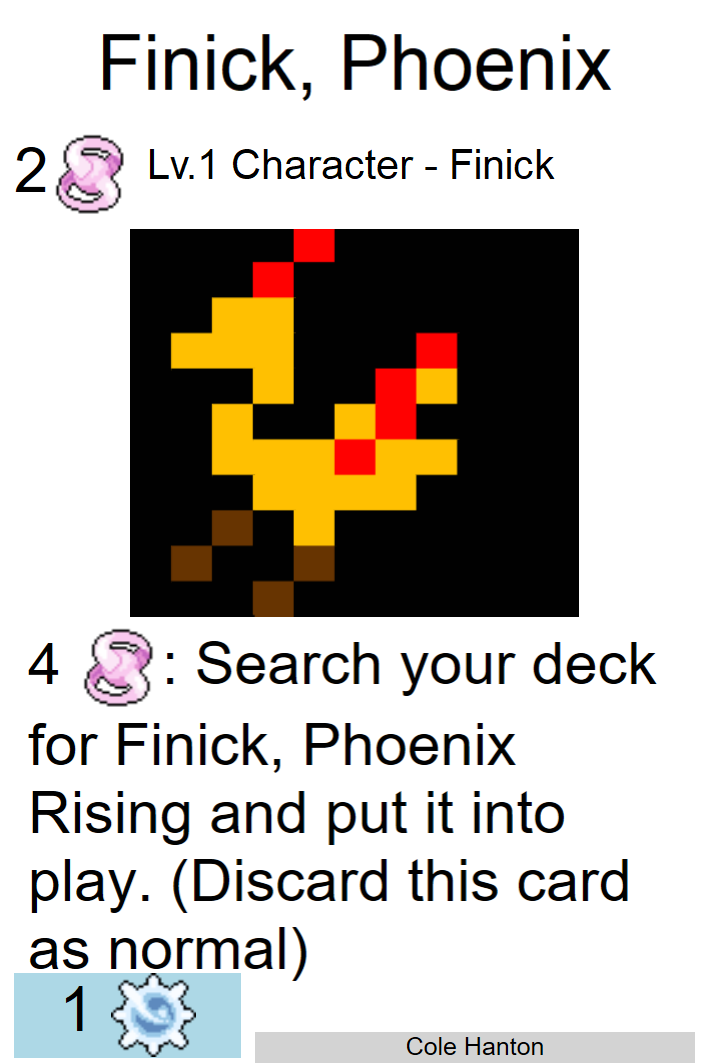 Finick, Phoenix
2 Lv.1 Character - Finick
4 : Search your deck
for Finick, Phoenix
Rising and put it into
play. (Discard this card
as normal)
1
Cole Hanton